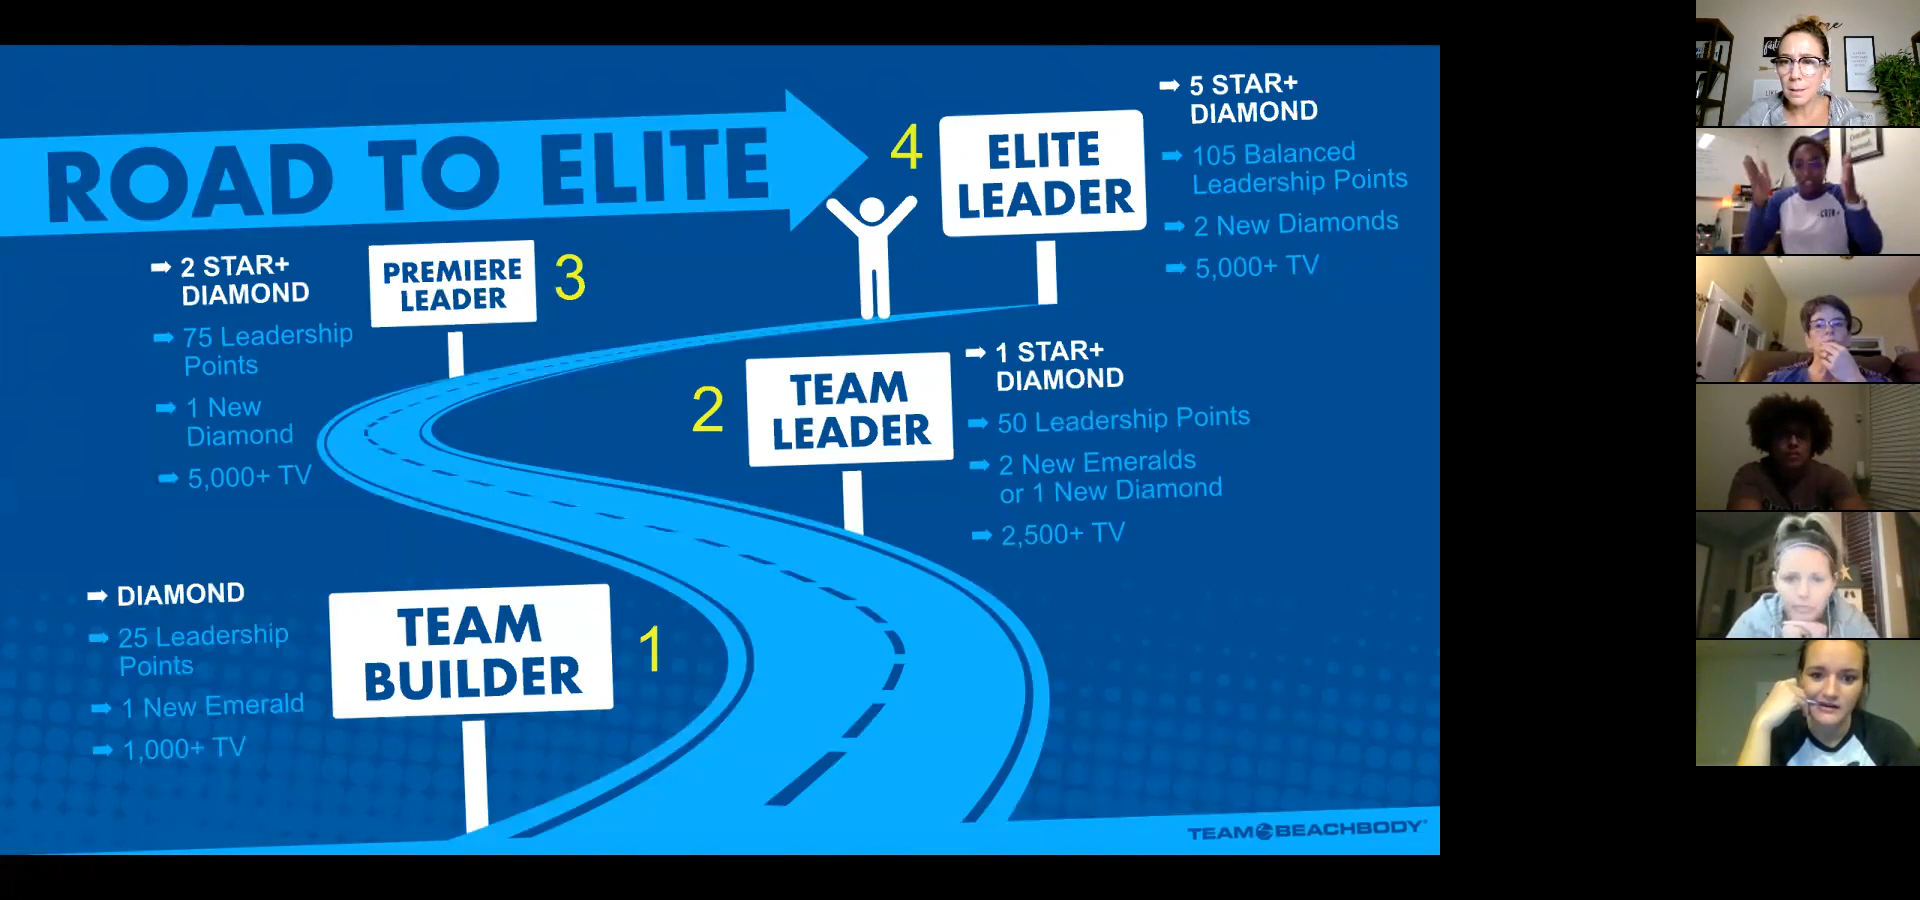 ROAD TO ELITE
4
ELITE
LEADER
5 STAR+
DIAMOND
105 Balanced
Leadership Points
2 New Diamonds
5,000+ TV
2 STAR+
DIAMOND
75 Leadership
Points
1 New
Diamond
5,000+ TV
PREMIERE
LEADER
3
2
TEAM
LEADER
1 STAR+
DIAMOND
50 Leadership Points
2 New Emeralds
or 1 New Diamond
2,500+ TV
DIAMOND
25 Leadership
Points
1 New Emerald
1,000+ TV
TEAM
BUILDER
1
TEAM BEACHBODY